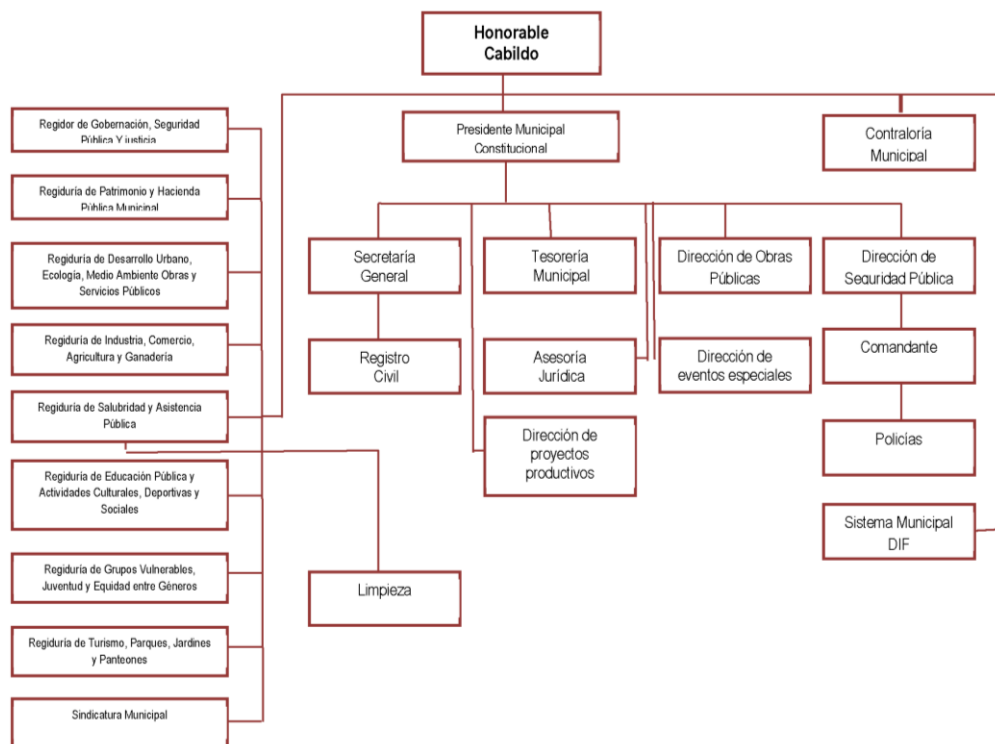 Honorable
Cabildo
Regidor de Gobernación, Seguridad
Pública Y justicia
Presidente Municipal
Constitucional
Contraloría
Municipal
Regiduría de Patrimonio y Hacienda
Pública Municipal
Secretaría
General
Tesorería
Municipal
Dirección de Obras
Públicas
Dirección de
Seguridad Pública
Regiduría de Desarrollo Urbano,
Ecología, Medio Ambiente Obras y
Servicios Públicos
Regiduría de Industria, Comercio,
Agricultura y Ganadería
Registro
Civil
Asesoría
Jurídica
Dirección de
eventos especiales
Comandante
Regiduría de Salubridad y Asistencia
Pública
Dirección de
proyectos
productivos
Policías
Regiduría de Educación Pública y
Actividades Culturales, Deportivas y
Sociales
Sistema Municipal
DIF
Regiduría de Grupos Vulnerables,
Juventud y Equidad entre Géneros
Limpieza
Regiduría de Turismo, Parques, Jardines
y Panteones
Sindicatura Municipal